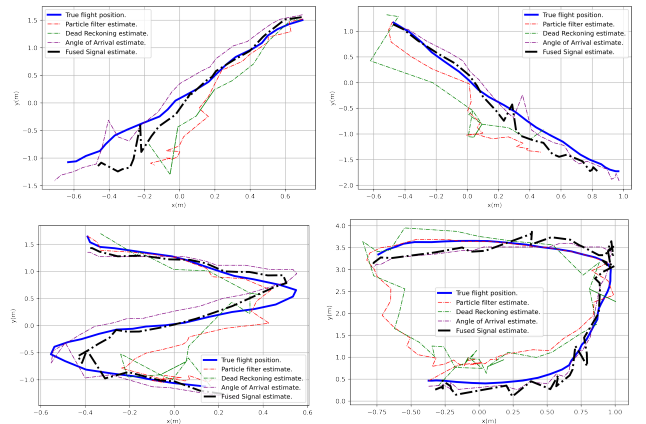 True flight position.
Particle filter estimate.
Dead Reckoning estimate.
Angle of Arrival estimate.
Fused Signal estimate.
1.5
1.0
0.5
0.0
−0.5
−1.0
−1.5
y(m)
−0.6 −0.4 −0.2 0.0 0.2 0.4 0.6
x(m)
True flight position.
Particle filter estimate.
Dead Reckoning estimate.
Angle of Arrival estimate.
Fused Signal estimate.
1.5
1.0
0.5
0.0
−0.5
−1.0
−1.5
−2.0
y(m)
−0.6 −0.4 −0.2 0.0 0.2 0.4 0.6 0.8 1.0
x(m)
1.5
1.0
0.5
0.0
−0.5
−1.0
y(m)
True flight position.
Particle filter estimate.
Dead Reckoning estimate.
Angle of Arrival estimate.
Fused Signal estimate.
−0.6 −0.4 −0.2 0.0 0.2 0.4 0.6
x(m)
4.0
3.5
3.0
2.5
2.0
1.5
1.0
0.5
0.0
y(m)
True flight position.
Particle filter estimate.
Dead Reckoning estimate.
Angle of Arrival estimate.
Fused Signal estimate.
−0.75 −0.50 −0.25 0.00 0.25 0.50 0.75 1.00
x(m)